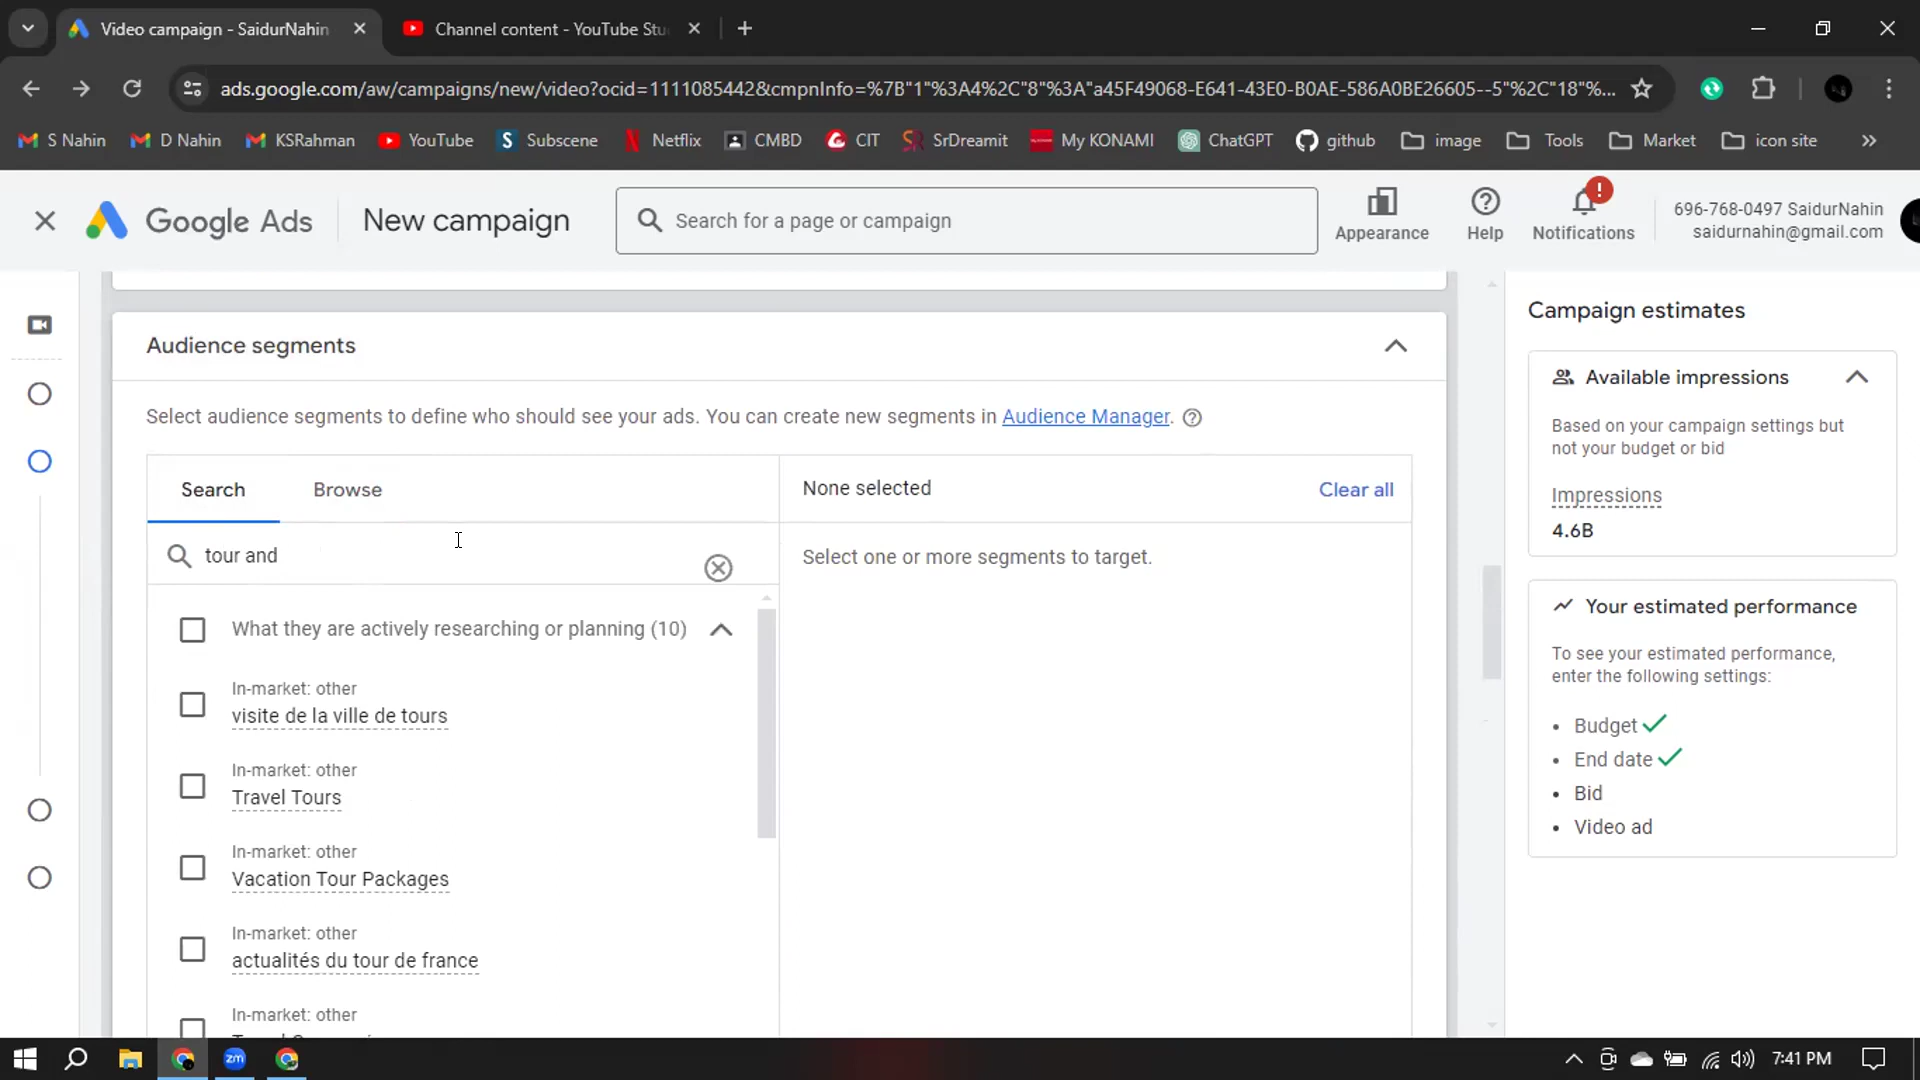 Video campaign - SaidurNahin
Channel content - YouTube Stu
ads.google.com/aw/campaigns/new/video?ocid=1111085442&cmpnInfo=%7B"1"%3A4%2C"8"%3A"a45F49068-E641-43E0-B0AE-586A0BE26605--5"%2C"18"%...
S Nahin D Nahin KSRahman YouTube Subscene Netflix CMBD CIT SrDreamit My KONAMI ChatGPT github image Tools Market icon site »
Google Ads
New campaign
Search for a page or campaign
Appearance
Help
Notifications
696-768-0497 SaidurNahin
saidurnahin@gmail.com
Audience segments
Select audience segments to define who should see your ads. You can create new segments in Audience Manager.
Search Browse
None selected
Clear all
tour and
Select one or more segments to target.
What they are actively researching or planning (10)
In-market: other
visite de la ville de tours
In-market: other
Travel Tours
In-market: other
Vacation Tour Packages
In-market: other
actualités du tour de france
In-market: other
Campaign estimates
Available impressions
Based on your campaign settings but
not your budget or bid
Impressions
4.6B
Your estimated performance
To see your estimated performance,
enter the following settings:
• Budget
• End date
• Bid
• Video ad
zm
7:41 PM